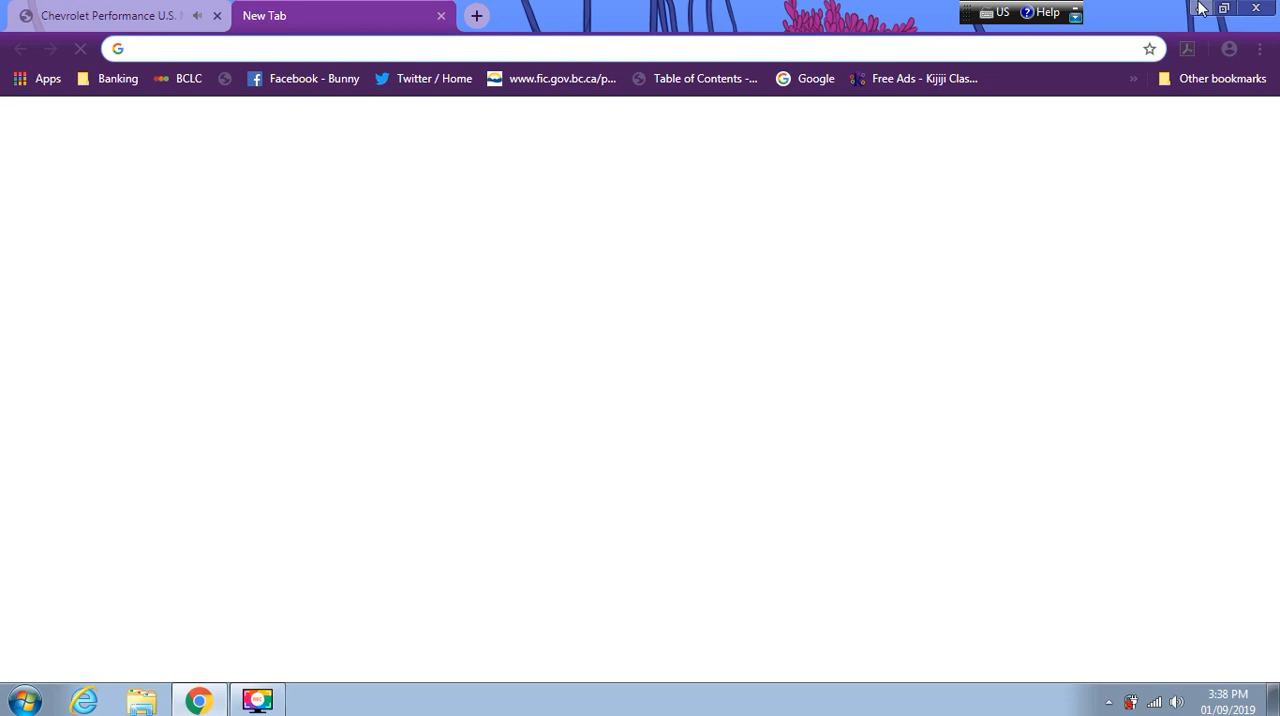 Chevrolet Performance U.S. New Tab
US Help
Apps Banking BCLC Facebook - Bunny Twitter / Home www.fic.gov.bc.ca/p... Table of Contents -... Google Free Ads - Kijiji Clas... » Other bookmarks
3:38 PM
01/09/2019